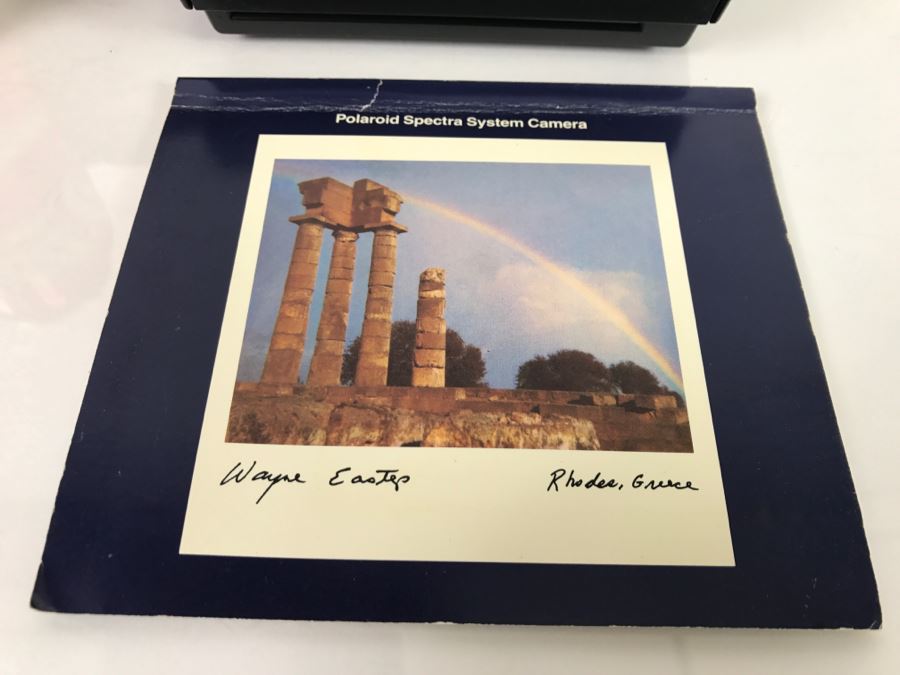 Polaroid Spectra System Camera
Wayne Eastep
Rhodes, Greece